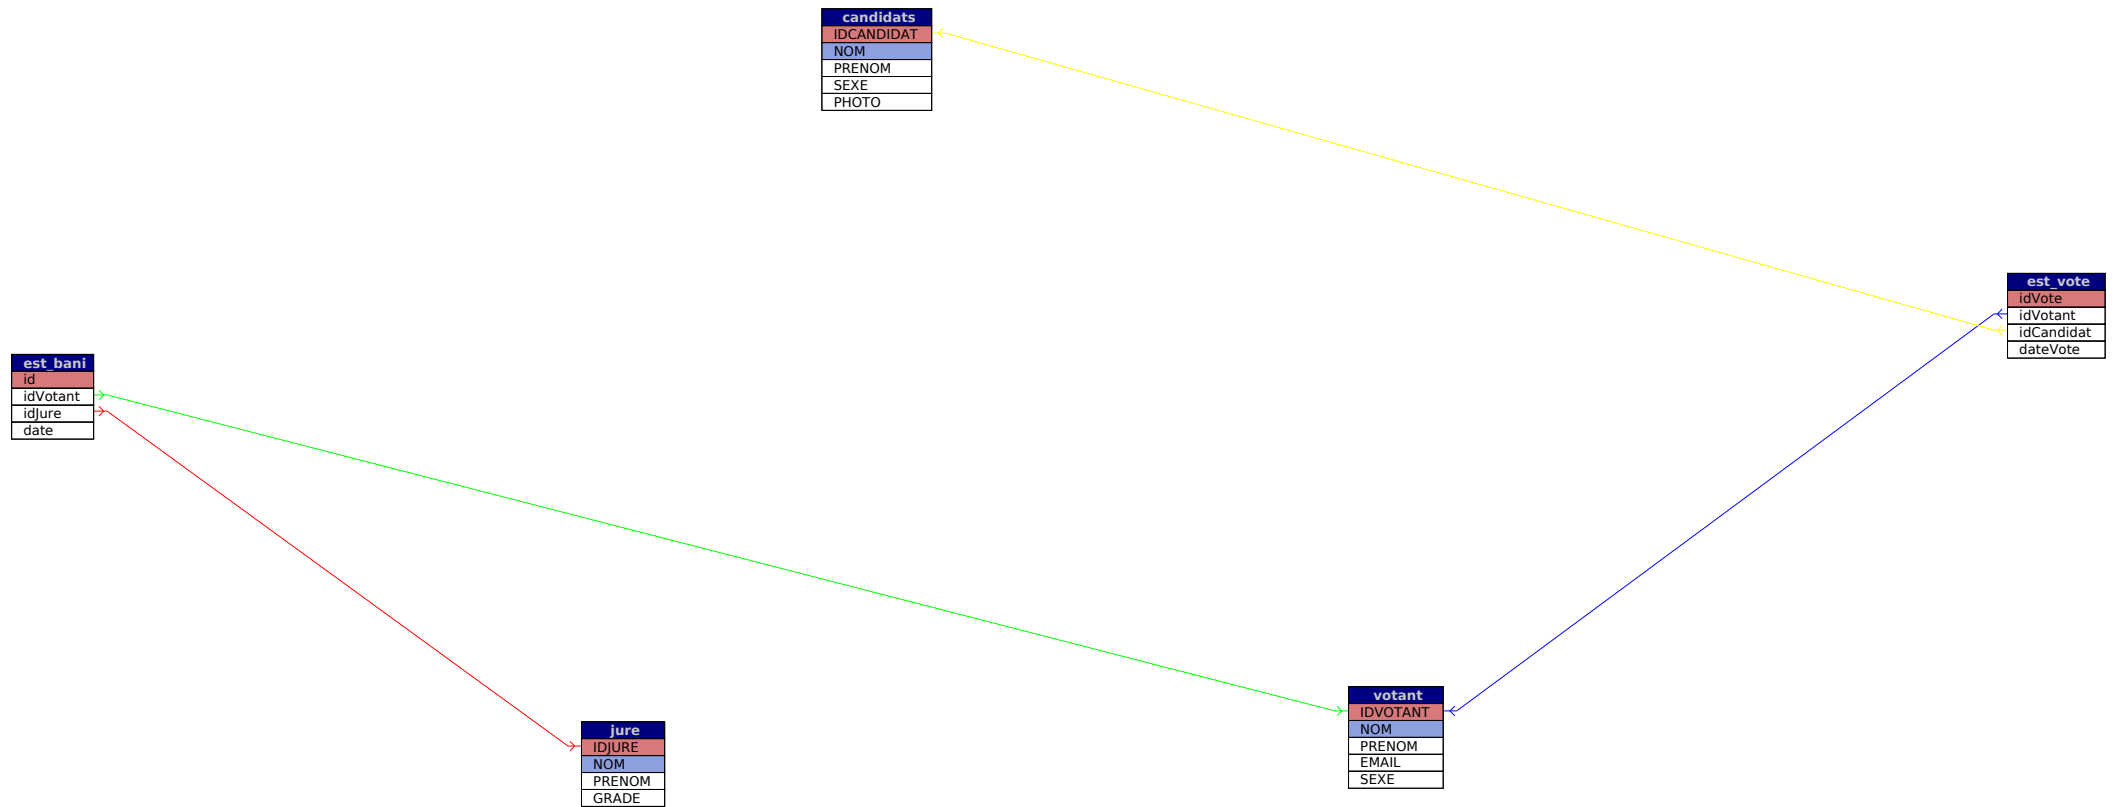 candidats
IDCANDIDAT
NOM
PRENOM
SEXE
PHOTO
est_vote
idVote
idVotant
idCandidat
dateVote
est_bani
id
idVotant
idJure
date
votant
IDVOTANT
NOM
PRENOM
EMAIL
SEXE
jure
IDJURE
NOM
PRENOM
GRADE